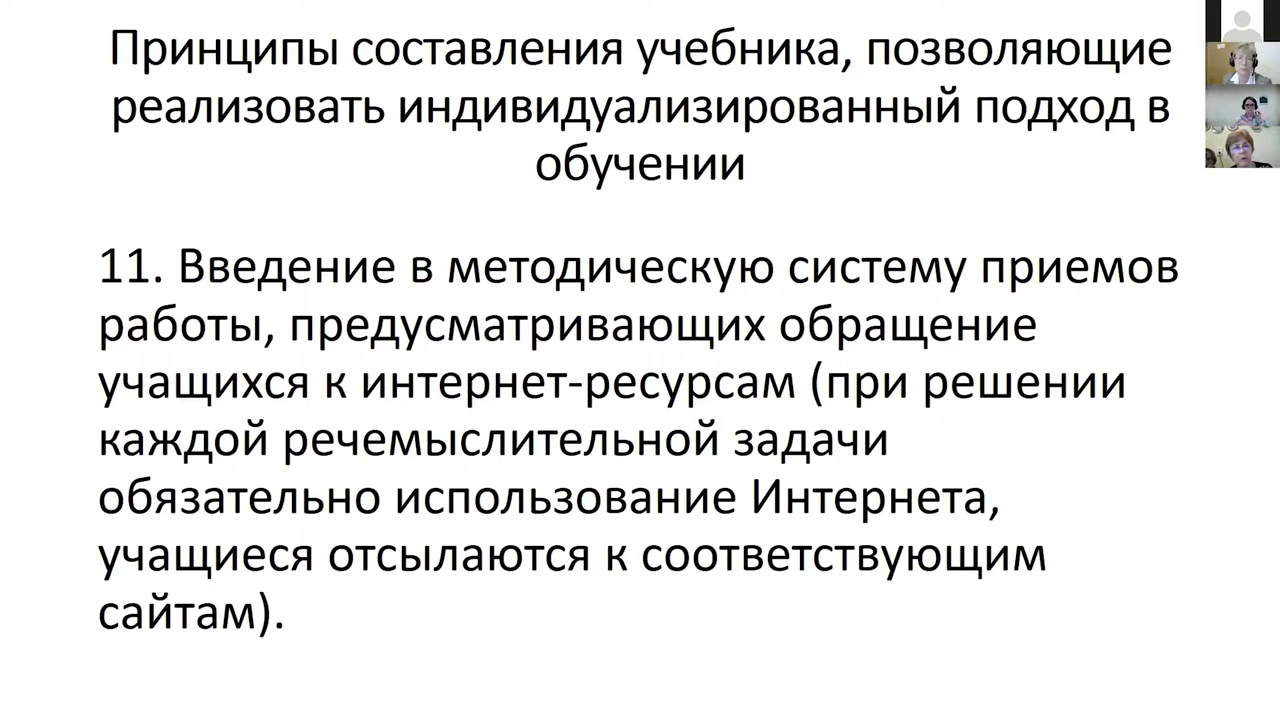 Принципы составления учебника, позволяющие
реализовать индивидуализированный подход в
обучении
11. Введение в методическую систему приемов
работы, предусматривающих обращение
учащихся к интернет-ресурсам (при решении
каждой речемыслительной задачи
обязательно использование Интернета,
учащиеся отсылаются к соответствующим
сайтам).